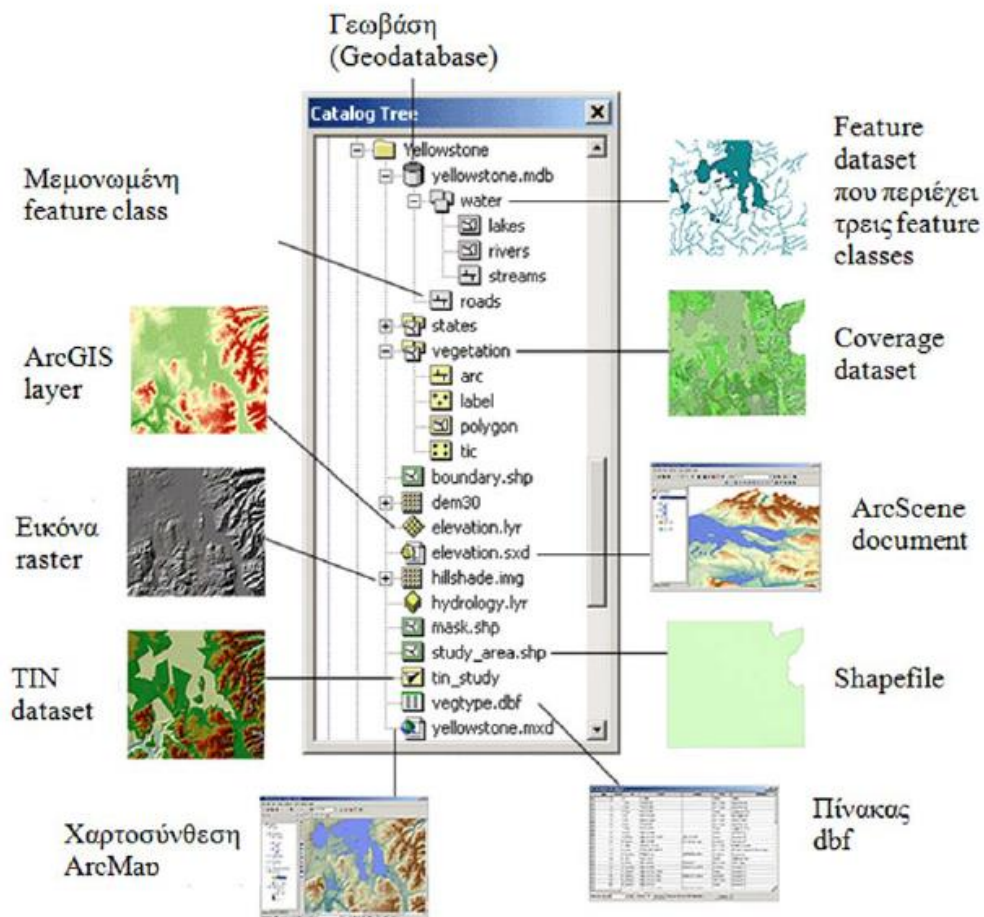 Γεωβάση
(Geodatabase)
Catalog Tree
Yellowstone
yellowstone.mdb
water
lakes
rivers
streams
roads
states
vegetation
arc
label
polygon
tic
boundary.shp
dem30
elevation.lyr
elevation.sxd
hillshade.img
hydrology.lyr
mask.shp
study_area.shp
tin_study
vegtype.dbf
yellowstone.mxd
Μεμονωμένη
feature class
ArcGIS
layer
Εικόνα
raster
TIN
dataset
Χαρτοσύνθεση
ArcMap
Feature
dataset
που περιέχει
τρεις feature
classes
Coverage
dataset
ArcScene
document
Shapefile
Πίνακας
dbf